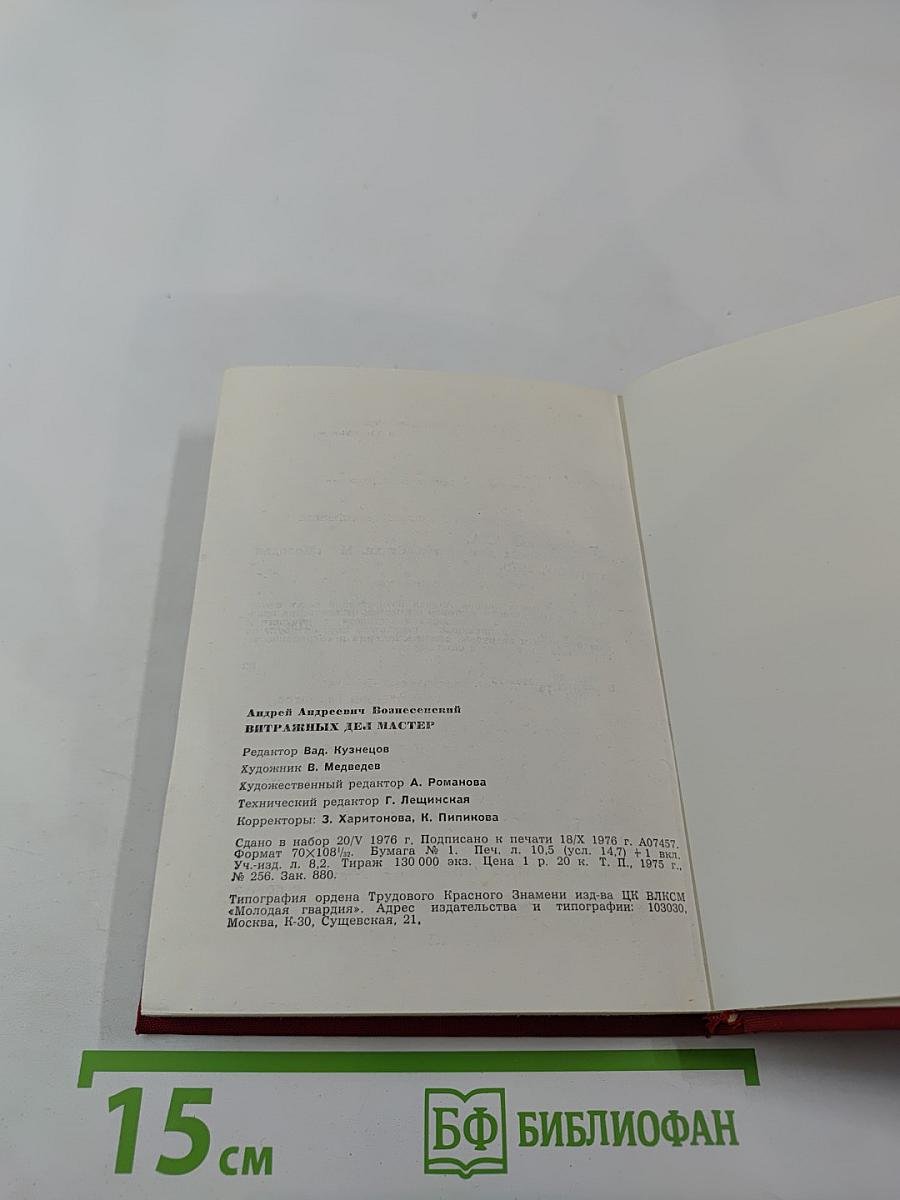 Андрей Андреевич Вознесенский
ВИТРАЖНЫХ ДЕЛ МАСТЕР
Редактор Вад. Кузнецов
Художник В. Медведев
Художественный редактор А. Романова
Технический редактор Г. Лещинская
Корректоры: З. Харитонова, К. Пипикова
Сдано в набор 20/V 1976 г. Подписано к печати 18/X 1976 г. А07457.
Формат 70×108¹/₃₂. Бумага № 1. Печ. л. 10,5 (усл. 14,7) + 1 вкл.
Уч.-изд. л. 8,2. Тираж 130 000 экз. Цена 1 р. 20 к. Т. П., 1975 г.,
№ 256. Зак. 880.
Типография ордена Трудового Красного Знамени изд-ва ЦК ВЛКСМ
«Молодая гвардия». Адрес издательства и типографии: 103030,
Москва, К-30, Сущевская, 21.
15 см
БФ БИБЛИОФАН